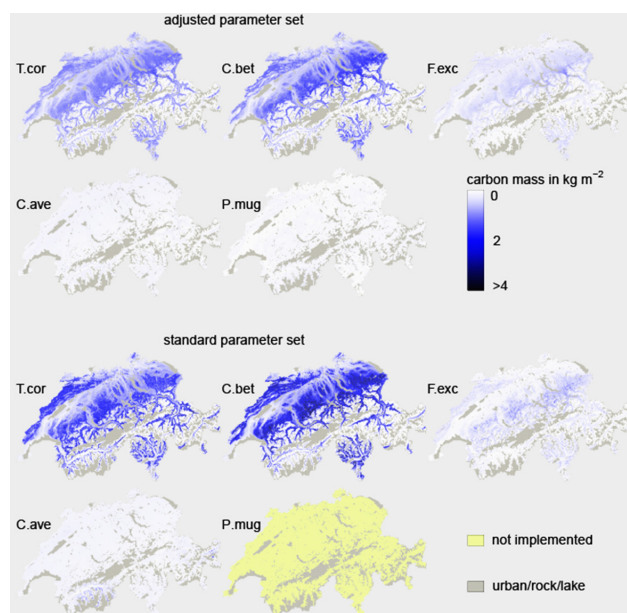 adjusted parameter set
T.cor
C.bet
F.exc
C.ave
P.mug
carbon mass in kg m−2
0
2
>4
standard parameter set
T.cor
C.bet
F.exc
C.ave
P.mug
not implemented
urban/rock/lake